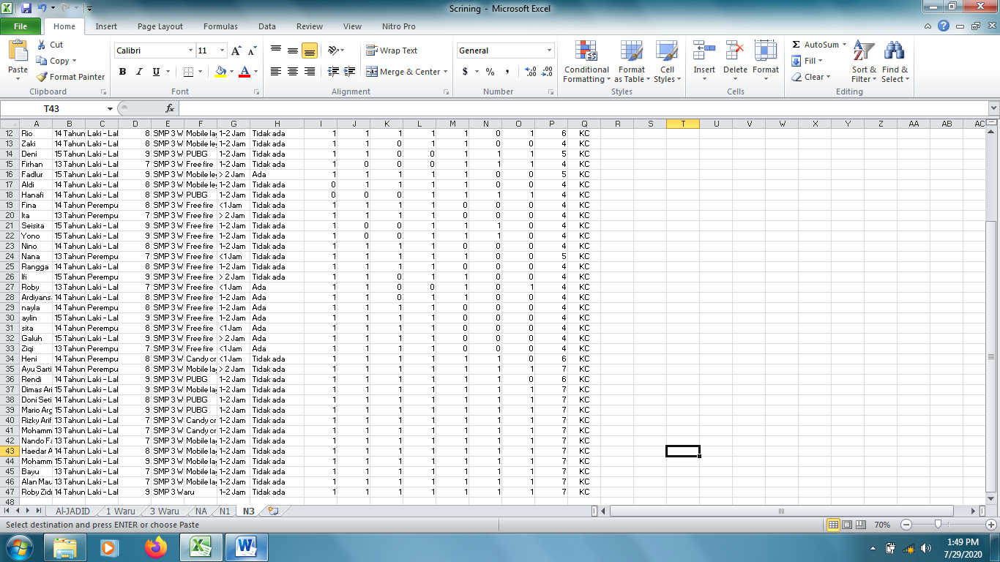 Scrining - Microsoft Excel
File Home Insert Page Layout Formulas Data Review View Nitro Pro
Paste Cut Copy Format Painter Clipboard
Calibri 11 A A B I U A Font
Wrap Text Merge & Center Alignment
General $ % , Number
Conditional Formatting Format as Table Cell Styles Styles
Insert Delete Format Cells
Σ AutoSum Fill Clear Sort & Filter Find & Select Editing
T43 fx
A B C D E F G H I J K L M N O P Q R S T U V W X Y Z AA AB AC
12 Rio 14 Tahun Laki - Lal 8 SMP 3 W Mobile la 1-2 Jam Tidak ada 1 1 1 1 1 0 1 6 KC
13 Zaki 14 Tahun Laki - Lal 8 SMP 3 W Mobile le 1-2 Jam Tidak ada 1 1 0 1 1 0 0 4 KC
14 Deni 15 Tahun Laki - Lal 9 SMP 3 W PUBG 1-2 Jam Tidak ada 1 1 0 0 1 1 1 5 KC
15 Firhan 13 Tahun Laki - Lal 7 SMP 3 W Free fire 1-2 Jam Tidak ada 1 0 0 0 1 1 1 4 KC
16 Fadlur 15 Tahun Laki - Lal 9 SMP 3 W Mobile le > 2 Jam Ada 1 1 1 1 1 0 0 5 KC
17 Aldi 14 Tahun Laki - Lal 8 SMP 3 W Mobile le 1-2 Jam Tidak ada 0 1 1 1 1 0 0 4 KC
18 Hanafi 14 Tahun Laki - Lal 8 SMP 3 W PUBG 1-2 Jam Tidak ada 0 0 0 1 1 1 1 4 KC
19 Fina 14 Tahun Perempu 8 SMP 3 W Free fire <1 Jam Tidak ada 1 1 1 1 0 0 0 4 KC
20 Ita 13 Tahun Perempu 7 SMP 3 W Free fire > 2 Jam Tidak ada 1 1 1 1 0 0 0 4 KC
21 Seisita 15 Tahun Laki - Lal 9 SMP 3 W Free fire 1-2 Jam Tidak ada 1 0 0 1 1 1 0 4 KC
22 Yono 15 Tahun Laki - Lal 9 SMP 3 W Free fire 1-2 Jam Tidak ada 1 0 0 1 1 1 0 4 KC
23 Nino 14 Tahun Laki - Lal 8 SMP 3 W Free fire 1-2 Jam Tidak ada 1 1 1 1 0 0 0 4 KC
24 Nana 13 Tahun Perempu 7 SMP 3 W Free fire <1 Jam Tidak ada 1 1 1 1 1 0 0 5 KC
25 Rangga 14 Tahun Laki - Lal 8 SMP 3 W Free fire 1-2 Jam Tidak ada 1 1 1 1 0 0 0 4 KC
26 Ifi 15 Tahun Perempu 9 SMP 3 W Free fire > 2 Jam Tidak ada 1 1 0 1 1 0 0 4 KC
27 Roby 13 Tahun Laki - Lal 7 SMP 3 W Free fire <1 Jam Ada 1 1 0 0 1 0 1 4 KC
28 Ardiyans 14 Tahun Laki - Lal 8 SMP 3 W Free fire 1-2 Jam Ada 1 1 0 1 1 0 0 4 KC
29 nayla 14 Tahun Perempu 8 SMP 3 W Free fire 1-2 Jam Ada 1 1 1 1 0 0 0 4 KC
30 aylin 15 Tahun Laki - Lal 9 SMP 3 W Free fire 1-2 Jam Ada 1 1 1 1 0 0 0 4 KC
31 sita 14 Tahun Perempu 8 SMP 3 W Free fire <1 Jam Ada 1 1 1 1 0 0 0 4 KC
32 Galuh 15 Tahun Laki - Lal 9 SMP 3 W Free fire > 2 Jam Ada 1 1 1 1 0 0 0 4 KC
33 Ziqi 13 Tahun Perempu 7 SMP 3 W Free fire <1 Jam Ada 1 1 1 1 0 0 0 4 KC
34 Heni 14 Tahun Perempu 8 SMP 3 W Candy cr <1 Jam Tidak ada 1 1 1 1 1 1 0 6 KC
35 Ayu Sarti 14 Tahun Perempu 8 SMP 3 W Mobile la > 2 Jam Tidak ada 1 1 1 1 1 1 1 7 KC
36 Rendi 14 Tahun Laki - Lal 9 SMP 3 W PUBG 1-2 Jam Tidak ada 1 1 1 1 1 1 0 6 KC
37 Dimas Ari 15 Tahun Laki - Lal 9 SMP 3 W Mobile la 1-2 Jam Tidak ada 1 1 1 1 1 1 1 7 KC
38 Doni Seti 14 Tahun Laki - Lal 8 SMP 3 W PUBG 1-2 Jam Tidak ada 1 1 1 1 1 1 1 7 KC
39 Mario Arg 15 Tahun Laki - Lal 9 SMP 3 W PUBG 1-2 Jam Tidak ada 1 1 1 1 1 1 1 7 KC
40 Rizky Arif 13 Tahun Laki - Lal 7 SMP 3 W Candy cr 1-2 Jam Tidak ada 1 1 1 1 1 1 1 7 KC
41 Mohamm 13 Tahun Laki - Lal 7 SMP 3 W Candy cr 1-2 Jam Tidak ada 1 1 1 1 1 1 1 7 KC
42 Nando Fa 13 Tahun Laki - Lal 7 SMP 3 W Mobile la 1-2 Jam Tidak ada 1 1 1 1 1 1 1 7 KC
43 Haedar A 14 Tahun Laki - Lal 8 SMP 3 W Mobile la 1-2 Jam Tidak ada 1 1 1 1 1 1 1 7 KC
44 Mohamm 15 Tahun Laki - Lal 9 SMP 3 W Mobile la 1-2 Jam Tidak ada 1 1 1 1 1 1 1 7 KC
45 Bayu 13 Tahun Laki - Lal 7 SMP 3 W Mobile la 1-2 Jam Tidak ada 1 1 1 1 1 1 1 7 KC
46 Alan Mau 13 Tahun Laki - Lal 7 SMP 3 W Mobile la 1-2 Jam Tidak ada 1 1 1 1 1 1 1 7 KC
47 Roby Zidi 14 Tahun Laki - Lal 9 SMP 3 Waru 1-2 Jam Tidak ada 1 1 1 1 1 1 1 7 KC
48
Al-JADID 1 Waru 3 Waru NA N1 N3
Select destination and press ENTER or choose Paste 70%
1:49 PM
7/29/2020